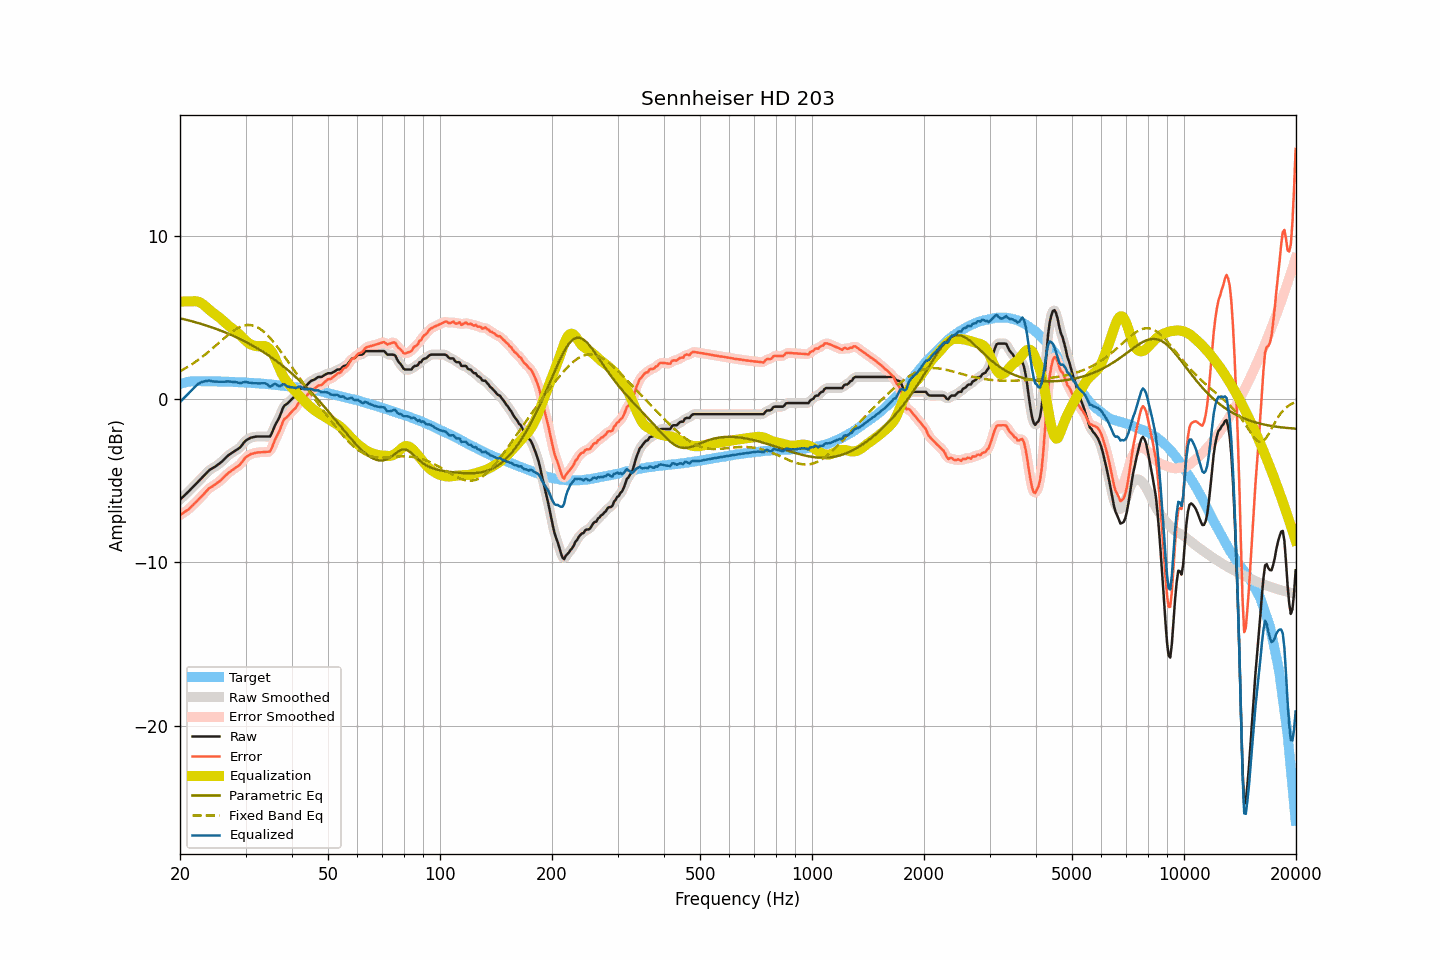 Sennheiser HD 203
Amplitude (dBr)
10
0
−10
−20
Target
Raw Smoothed
Error Smoothed
Raw
Error
Equalization
Parametric Eq
Fixed Band Eq
Equalized
20 50 100 200 500 1000 2000 5000 10000 20000
Frequency (Hz)